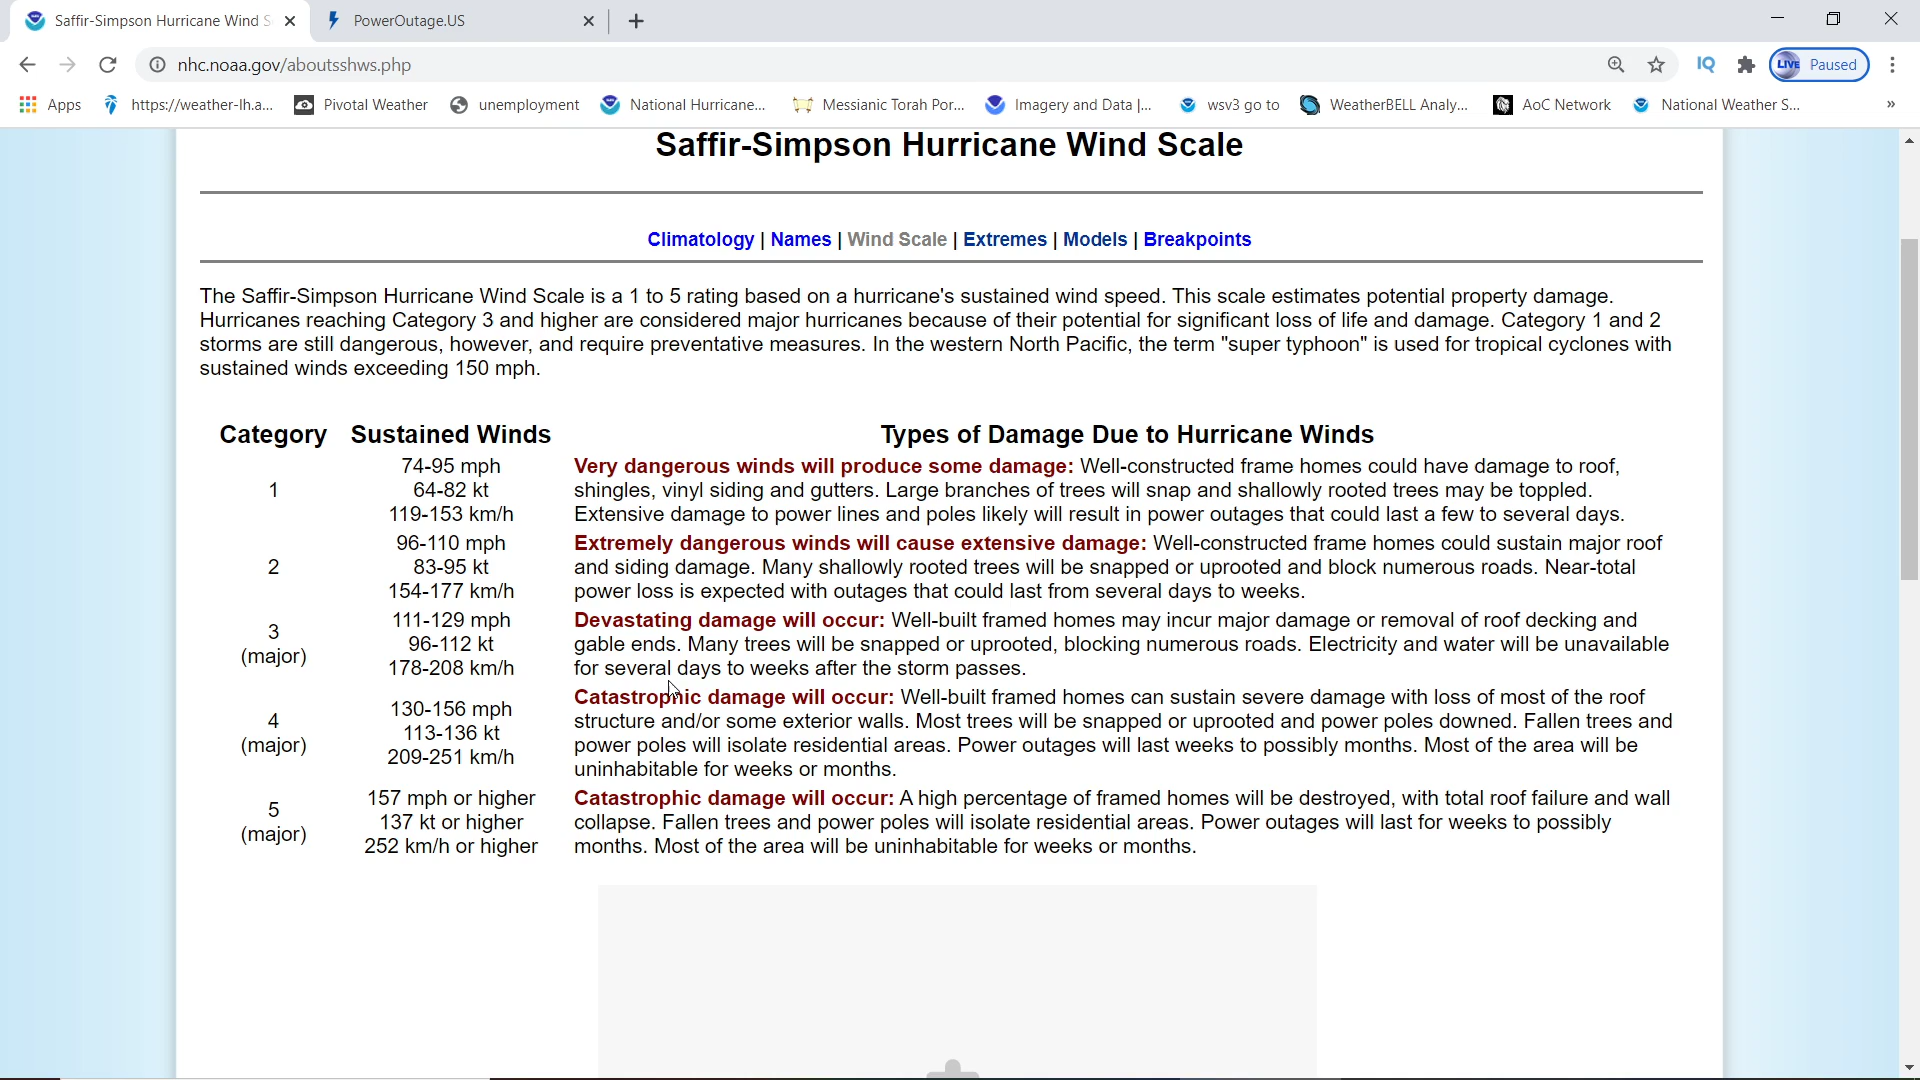 Saffir-Simpson Hurricane Wind S
PowerOutage.US
nhc.noaa.gov/aboutsshws.php
IQ
LIVE Paused
Apps https://weather-lh.a... Pivotal Weather unemployment National Hurricane... Messianic Torah Por... Imagery and Data |... wsv3 go to WeatherBELL Analy... AoC Network National Weather S... »
Saffir-Simpson Hurricane Wind Scale
Climatology | Names | Wind Scale | Extremes | Models | Breakpoints
The Saffir-Simpson Hurricane Wind Scale is a 1 to 5 rating based on a hurricane's sustained wind speed. This scale estimates potential property damage.
Hurricanes reaching Category 3 and higher are considered major hurricanes because of their potential for significant loss of life and damage. Category 1 and 2
storms are still dangerous, however, and require preventative measures. In the western North Pacific, the term "super typhoon" is used for tropical cyclones with
sustained winds exceeding 150 mph.
Category Sustained Winds Types of Damage Due to Hurricane Winds
1
74-95 mph
64-82 kt
119-153 km/h
Very dangerous winds will produce some damage: Well-constructed frame homes could have damage to roof,
shingles, vinyl siding and gutters. Large branches of trees will snap and shallowly rooted trees may be toppled.
Extensive damage to power lines and poles likely will result in power outages that could last a few to several days.
2
96-110 mph
83-95 kt
154-177 km/h
Extremely dangerous winds will cause extensive damage: Well-constructed frame homes could sustain major roof
and siding damage. Many shallowly rooted trees will be snapped or uprooted and block numerous roads. Near-total
power loss is expected with outages that could last from several days to weeks.
3
(major)
111-129 mph
96-112 kt
178-208 km/h
Devastating damage will occur: Well-built framed homes may incur major damage or removal of roof decking and
gable ends. Many trees will be snapped or uprooted, blocking numerous roads. Electricity and water will be unavailable
for several days to weeks after the storm passes.
4
(major)
130-156 mph
113-136 kt
209-251 km/h
Catastrophic damage will occur: Well-built framed homes can sustain severe damage with loss of most of the roof
structure and/or some exterior walls. Most trees will be snapped or uprooted and power poles downed. Fallen trees and
power poles will isolate residential areas. Power outages will last weeks to possibly months. Most of the area will be
uninhabitable for weeks or months.
5
(major)
157 mph or higher
137 kt or higher
252 km/h or higher
Catastrophic damage will occur: A high percentage of framed homes will be destroyed, with total roof failure and wall
collapse. Fallen trees and power poles will isolate residential areas. Power outages will last for weeks to possibly
months. Most of the area will be uninhabitable for weeks or months.